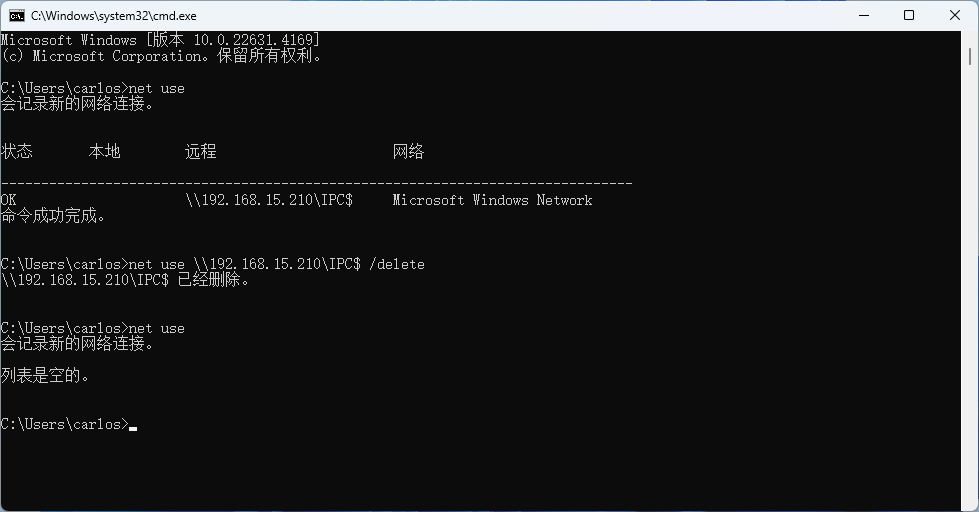 C:\Windows\system32\cmd.exe
Microsoft Windows [版本 10.0.22631.4169]
(c) Microsoft Corporation。保留所有权利。
C:\Users\carlos>net use
会记录新的网络连接。
状态 本地 远程 网络
-------------------------------------------------------------------------------
OK \\192.168.15.210\IPC$ Microsoft Windows Network
命令成功完成。
C:\Users\carlos>net use \\192.168.15.210\IPC$ /delete
\\192.168.15.210\IPC$ 已经删除。
C:\Users\carlos>net use
会记录新的网络连接。
列表是空的。
C:\Users\carlos>